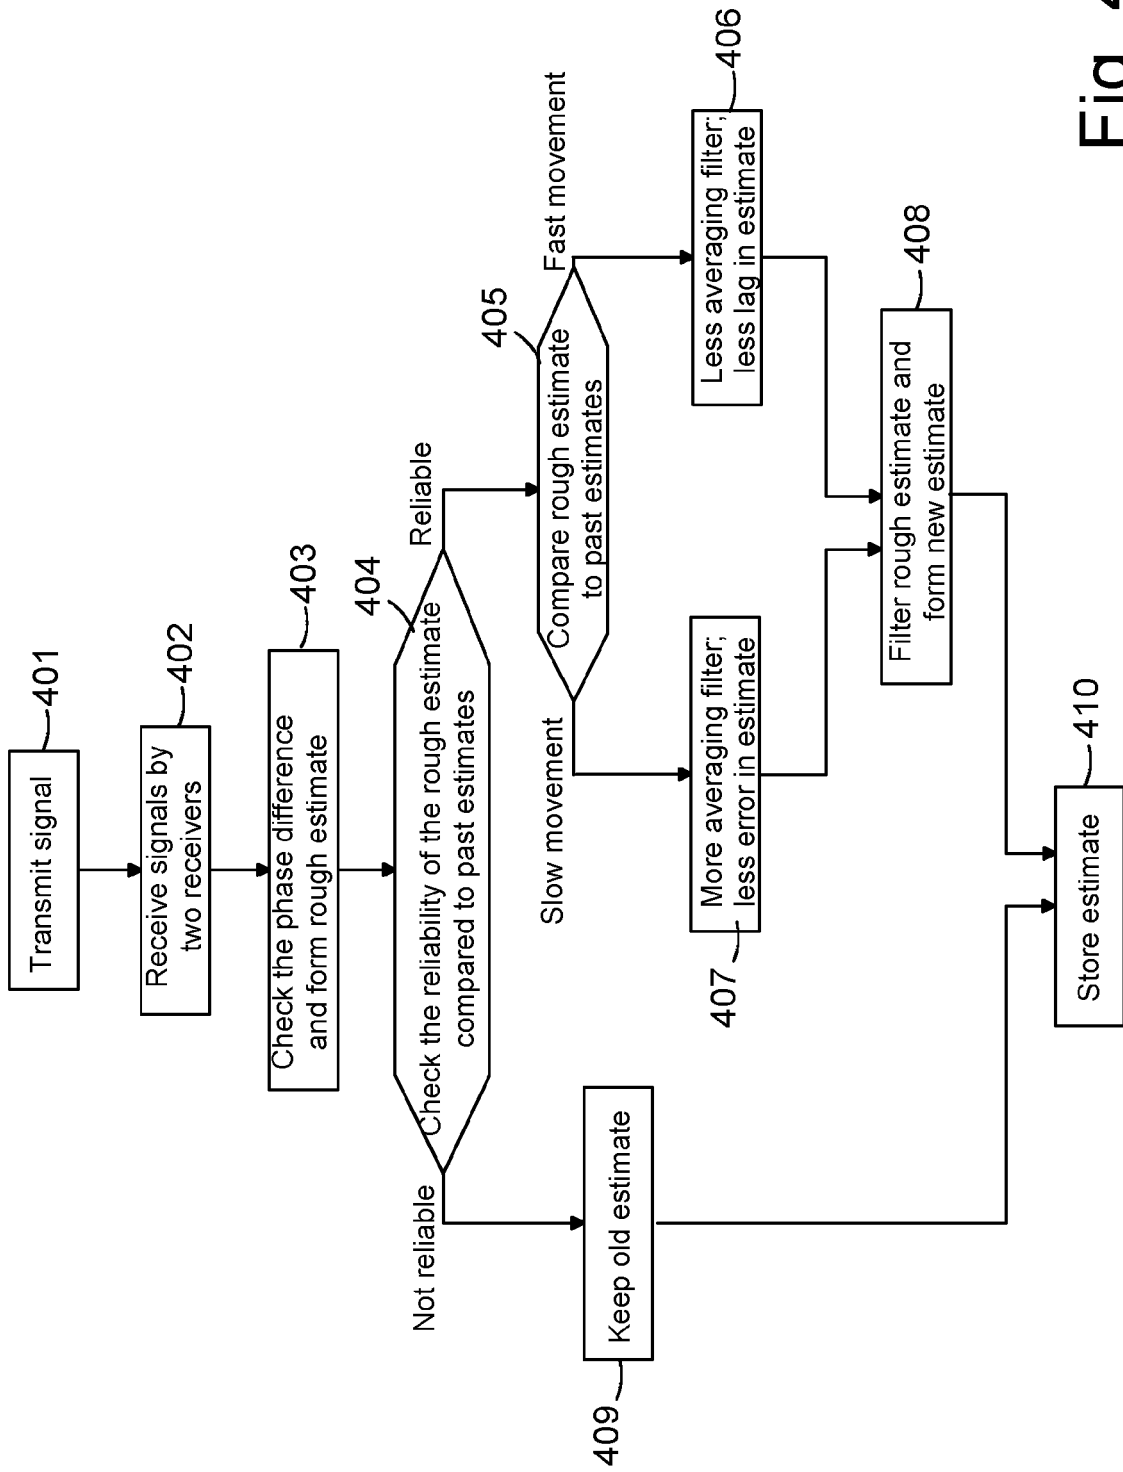 Transmit signal
401
Receive signals by
two receivers
402
Check the phase difference
and form rough estimate
403
Check the reliability of the rough estimate
compared to past estimates
404
Not reliable
Reliable
Compare rough estimate
to past estimates
405
Slow movement
Fast movement
More averaging filter;
less error in estimate
407
Less averaging filter;
less lag in estimate
406
Keep old estimate
409
Filter rough estimate and
form new estimate
408
Store estimate
410
Fig